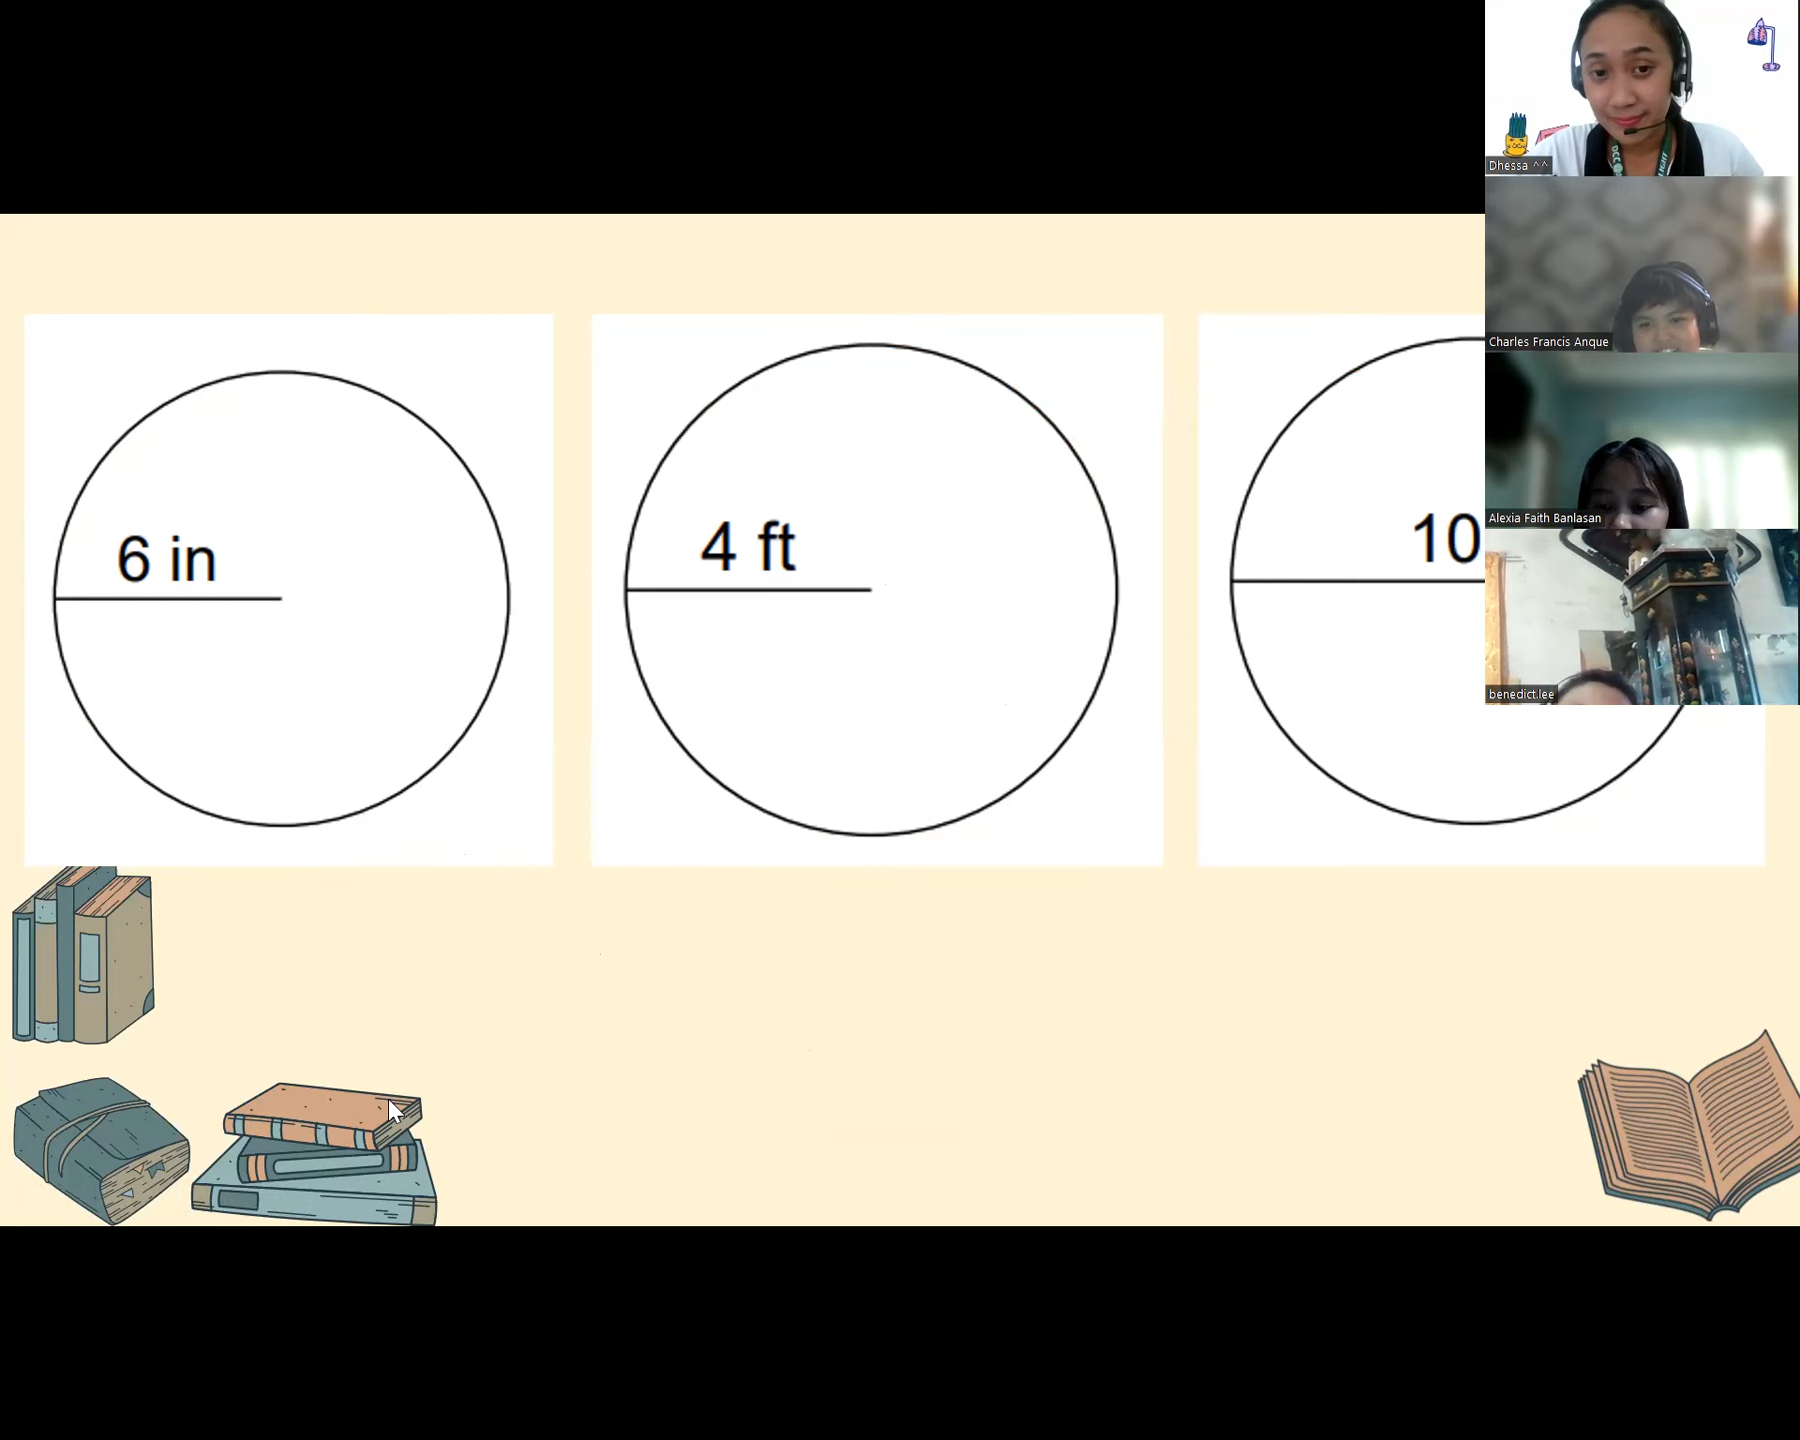 6 in
4 ft
10
Dhessa ^^
Charles Francis Anque
Alexia Faith Banlasan
benedict.lee